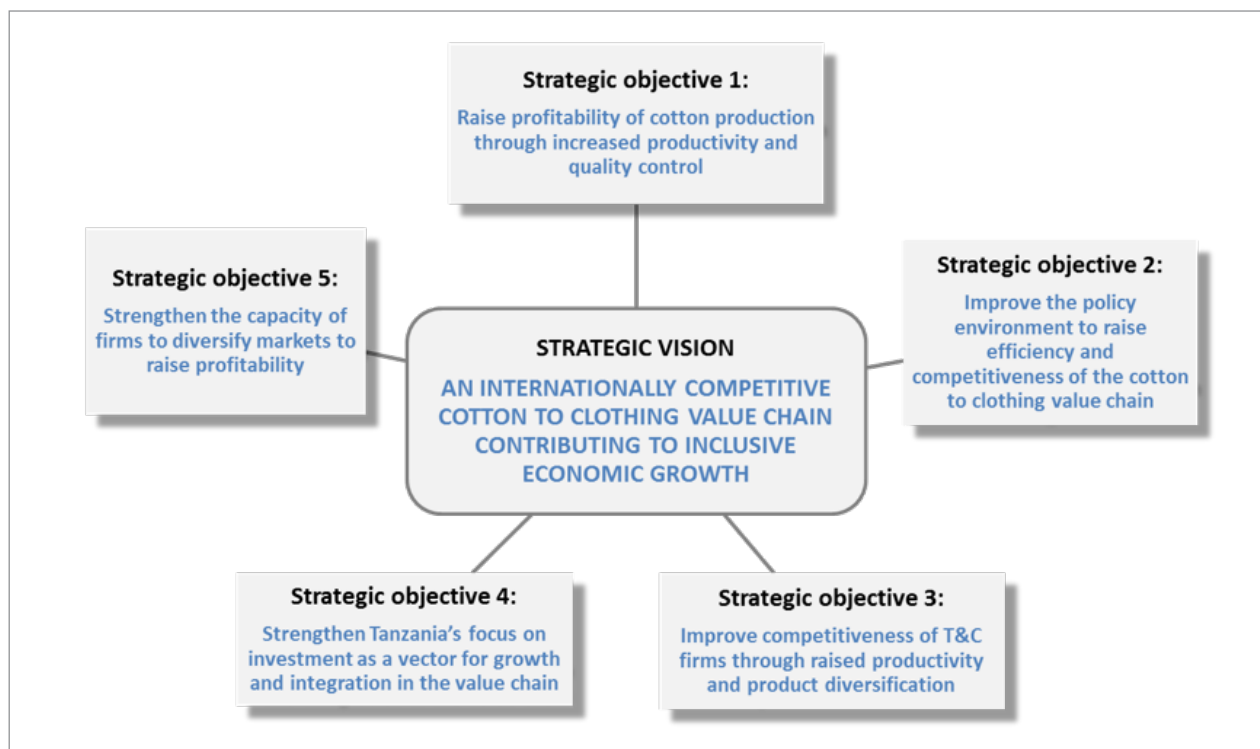 Strategic objective 1:
Raise profitability of cotton production
through increased productivity and
quality control
Strategic objective 5:
Strengthen the capacity of
firms to diversify markets to
raise profitability
STRATEGIC VISION
AN INTERNATIONALLY COMPETITIVE
COTTON TO CLOTHING VALUE CHAIN
CONTRIBUTING TO INCLUSIVE
ECONOMIC GROWTH
Strategic objective 2:
Improve the policy
environment to raise
efficiency and
competitiveness of the cotton
to clothing value chain
Strategic objective 4:
Strengthen Tanzania's focus on
investment as a vector for growth
and integration in the value chain
Strategic objective 3:
Improve competitiveness of T&C
firms through raised productivity
and product diversification